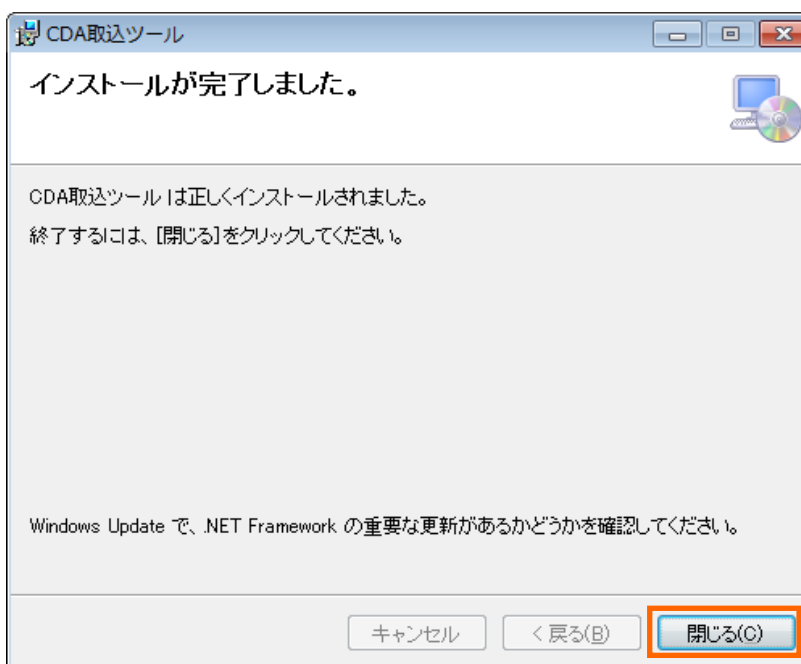 CDA取込ツール
インストールが完了しました。
CDA取込ツール は正しくインストールされました。
終了するには、[閉じる]をクリックしてください。
Windows Update で、.NET Framework の重要な更新があるかどうかを確認してください。
キャンセル
< 戻る(B)
閉じる(C)